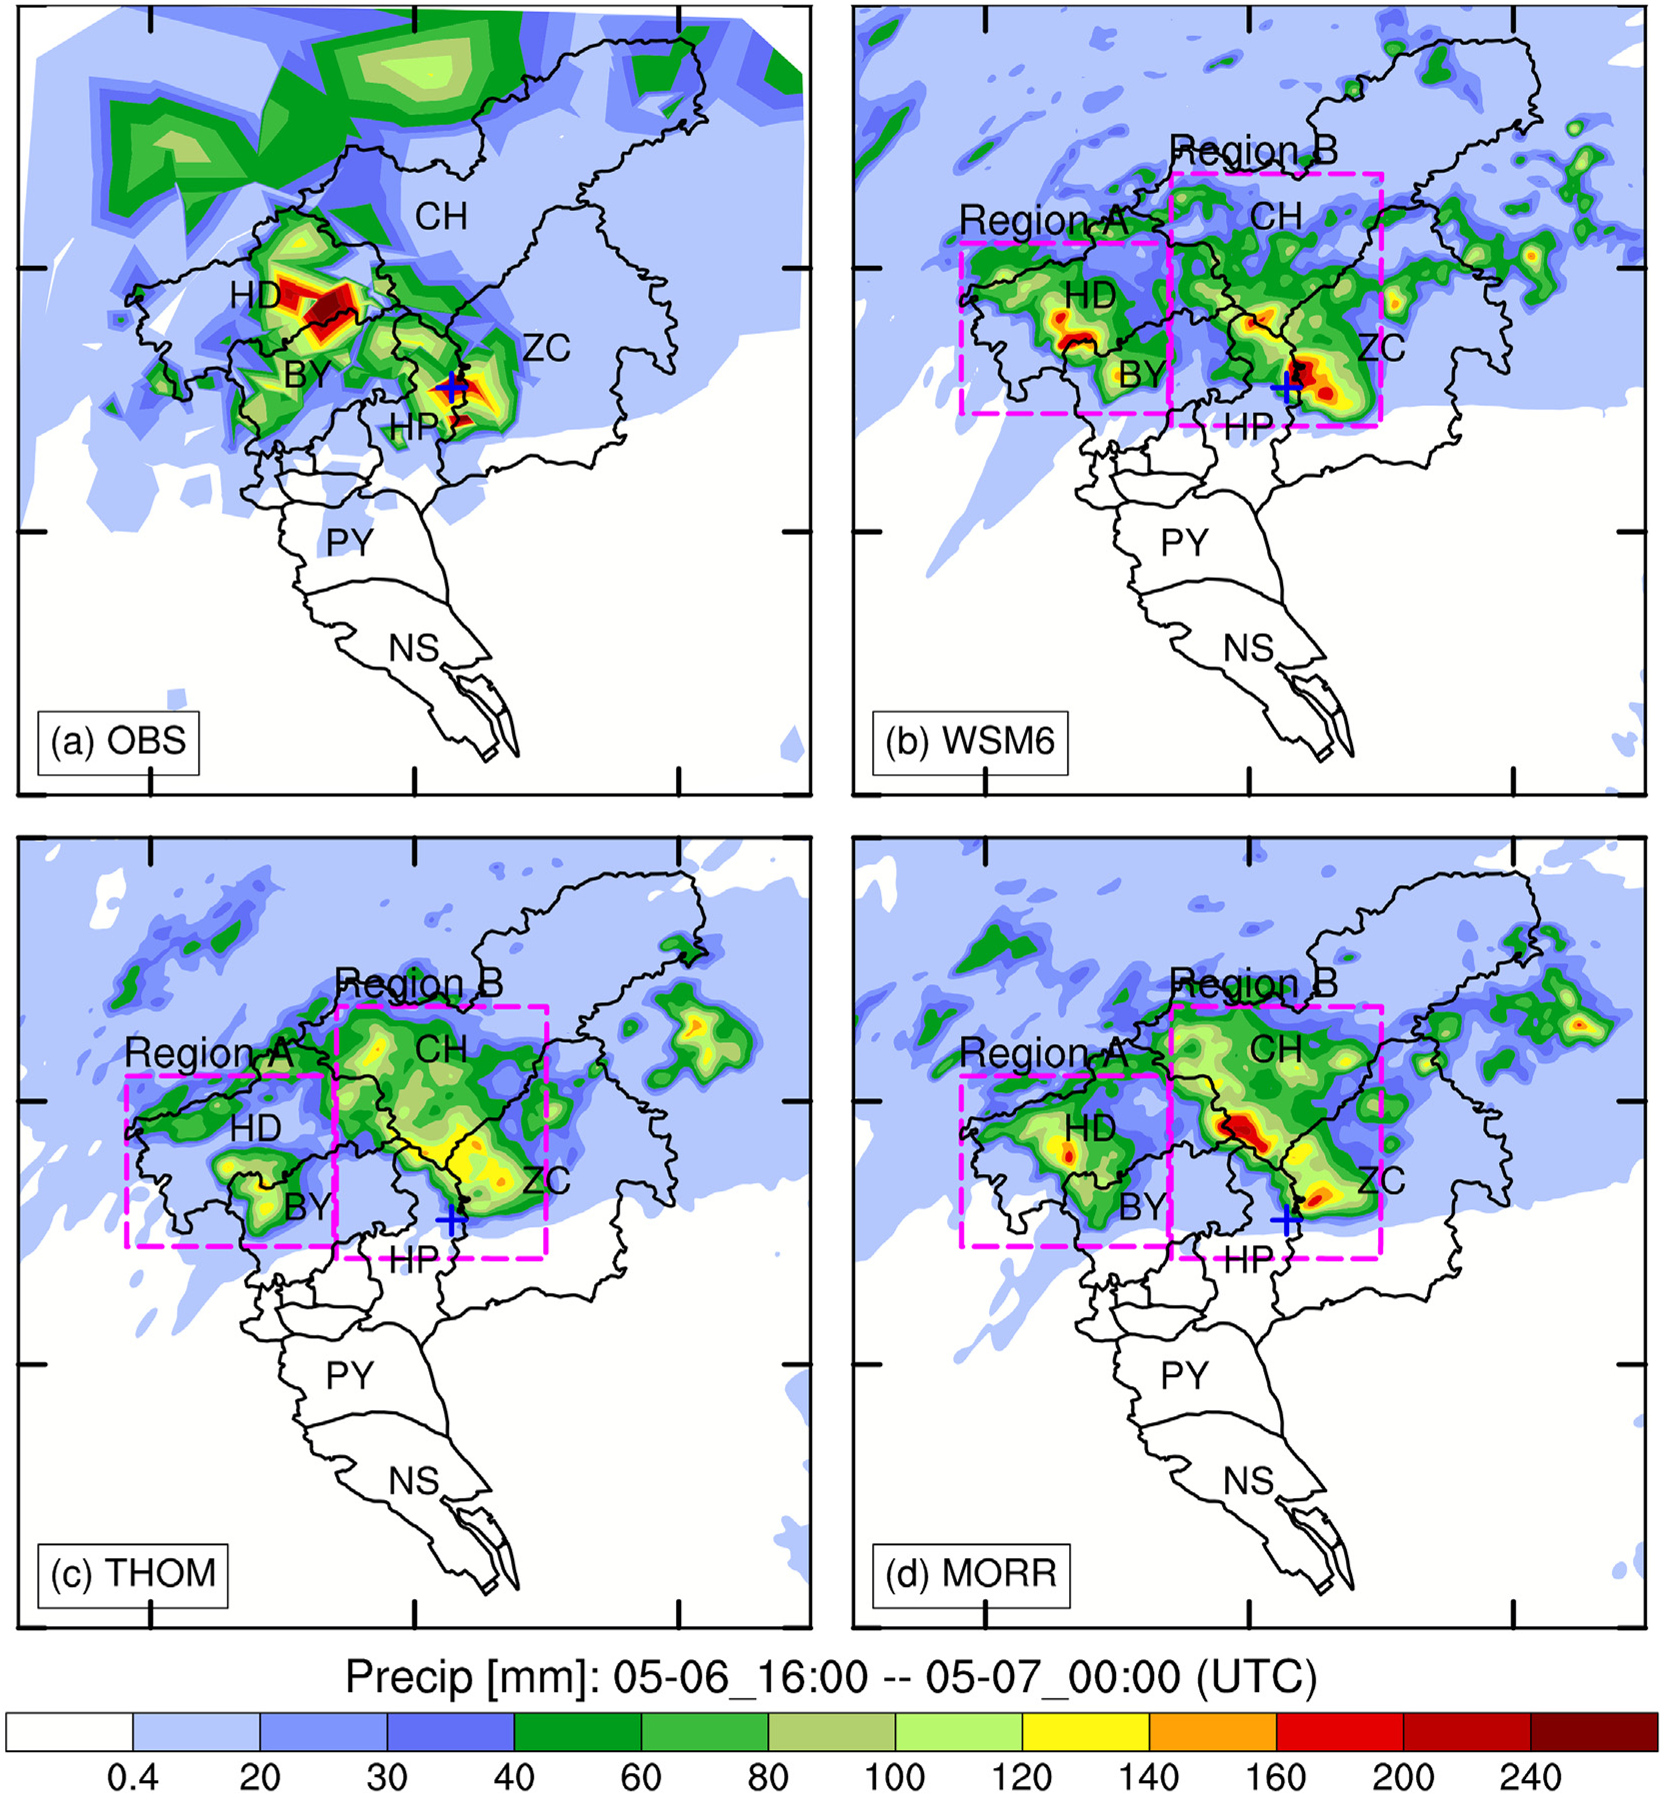 CH
HD
ZC
BY
HP
PY
NS
(a) OBS
Region B
CH
Region A
HD
ZC
BY
HP
PY
NS
(b) WSM6
Region B
CH
Region A
HD
ZC
BY
HP
PY
NS
(c) THOM
Region B
CH
Region A
HD
ZC
BY
HP
PY
NS
(d) MORR
Precip [mm]: 05-06_16:00 -- 05-07_00:00 (UTC)
0.4 20 30 40 60 80 100 120 140 160 200 240